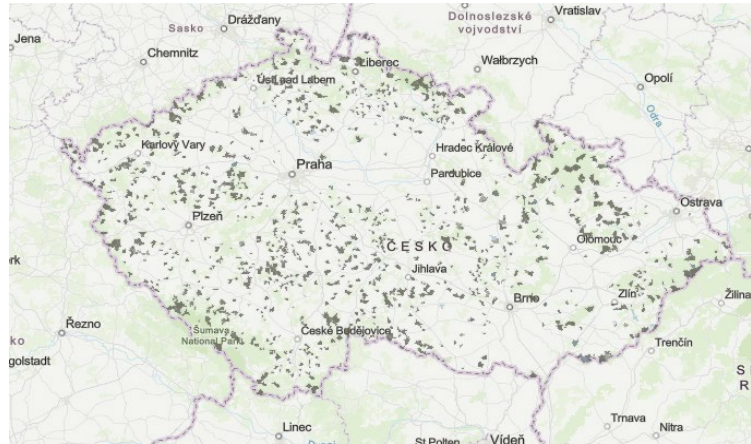 Drážďany
Sasko
Jena
Chemnitz
Dolnoslezské
vojvodství
Vratislav
Wałbrzych
Opolí
Odra
Liberec
Ústí nad Labem
Karlovy Vary
Praha
Hradec Králové
Pardubice
Plzeň
ČESKO
Jihlava
Olomouc
Ostrava
Brno
Zlín
Žilina
Řezno
golstadt
Šumava
National Park
České Budějovice
Trenčín
Linec
St Polten
Vídeň
Trnava
Nitra
S
R